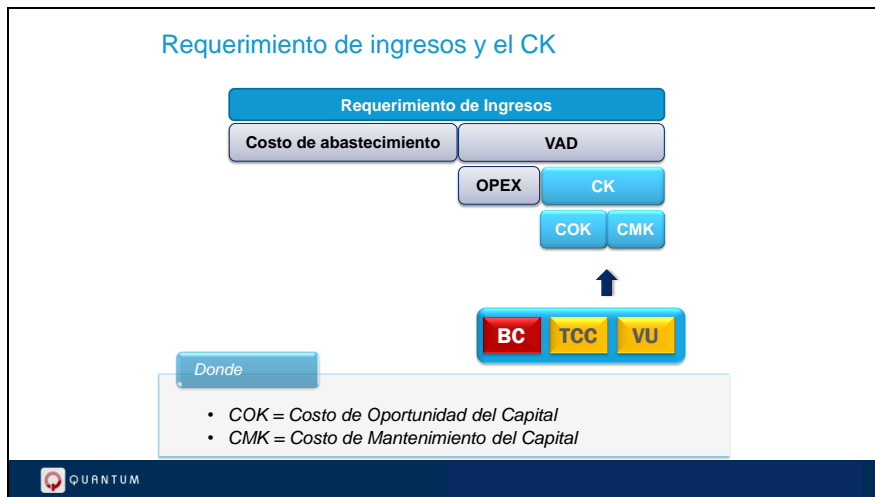 Requerimiento de ingresos y el CK
Requerimiento de Ingresos
Costo de abastecimiento
VAD
OPEX
CK
COK
CMK
BC
TCC
VU
Donde
• COK = Costo de Oportunidad del Capital
• CMK = Costo de Mantenimiento del Capital
QUANTUM